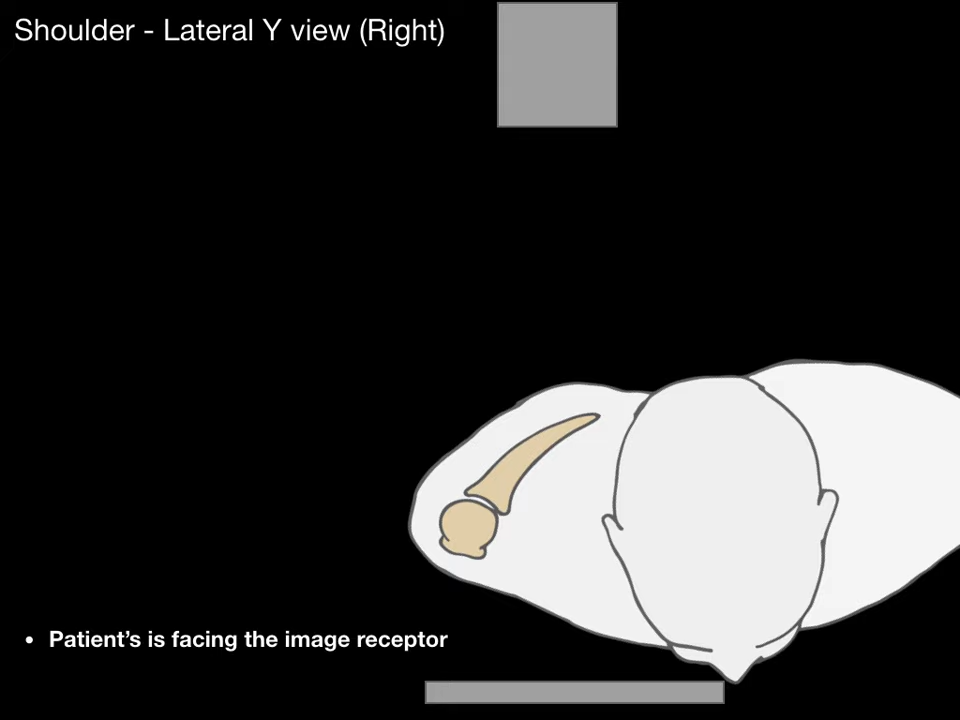 Shoulder - Lateral Y view (Right)
• Patient’s is facing the image receptor